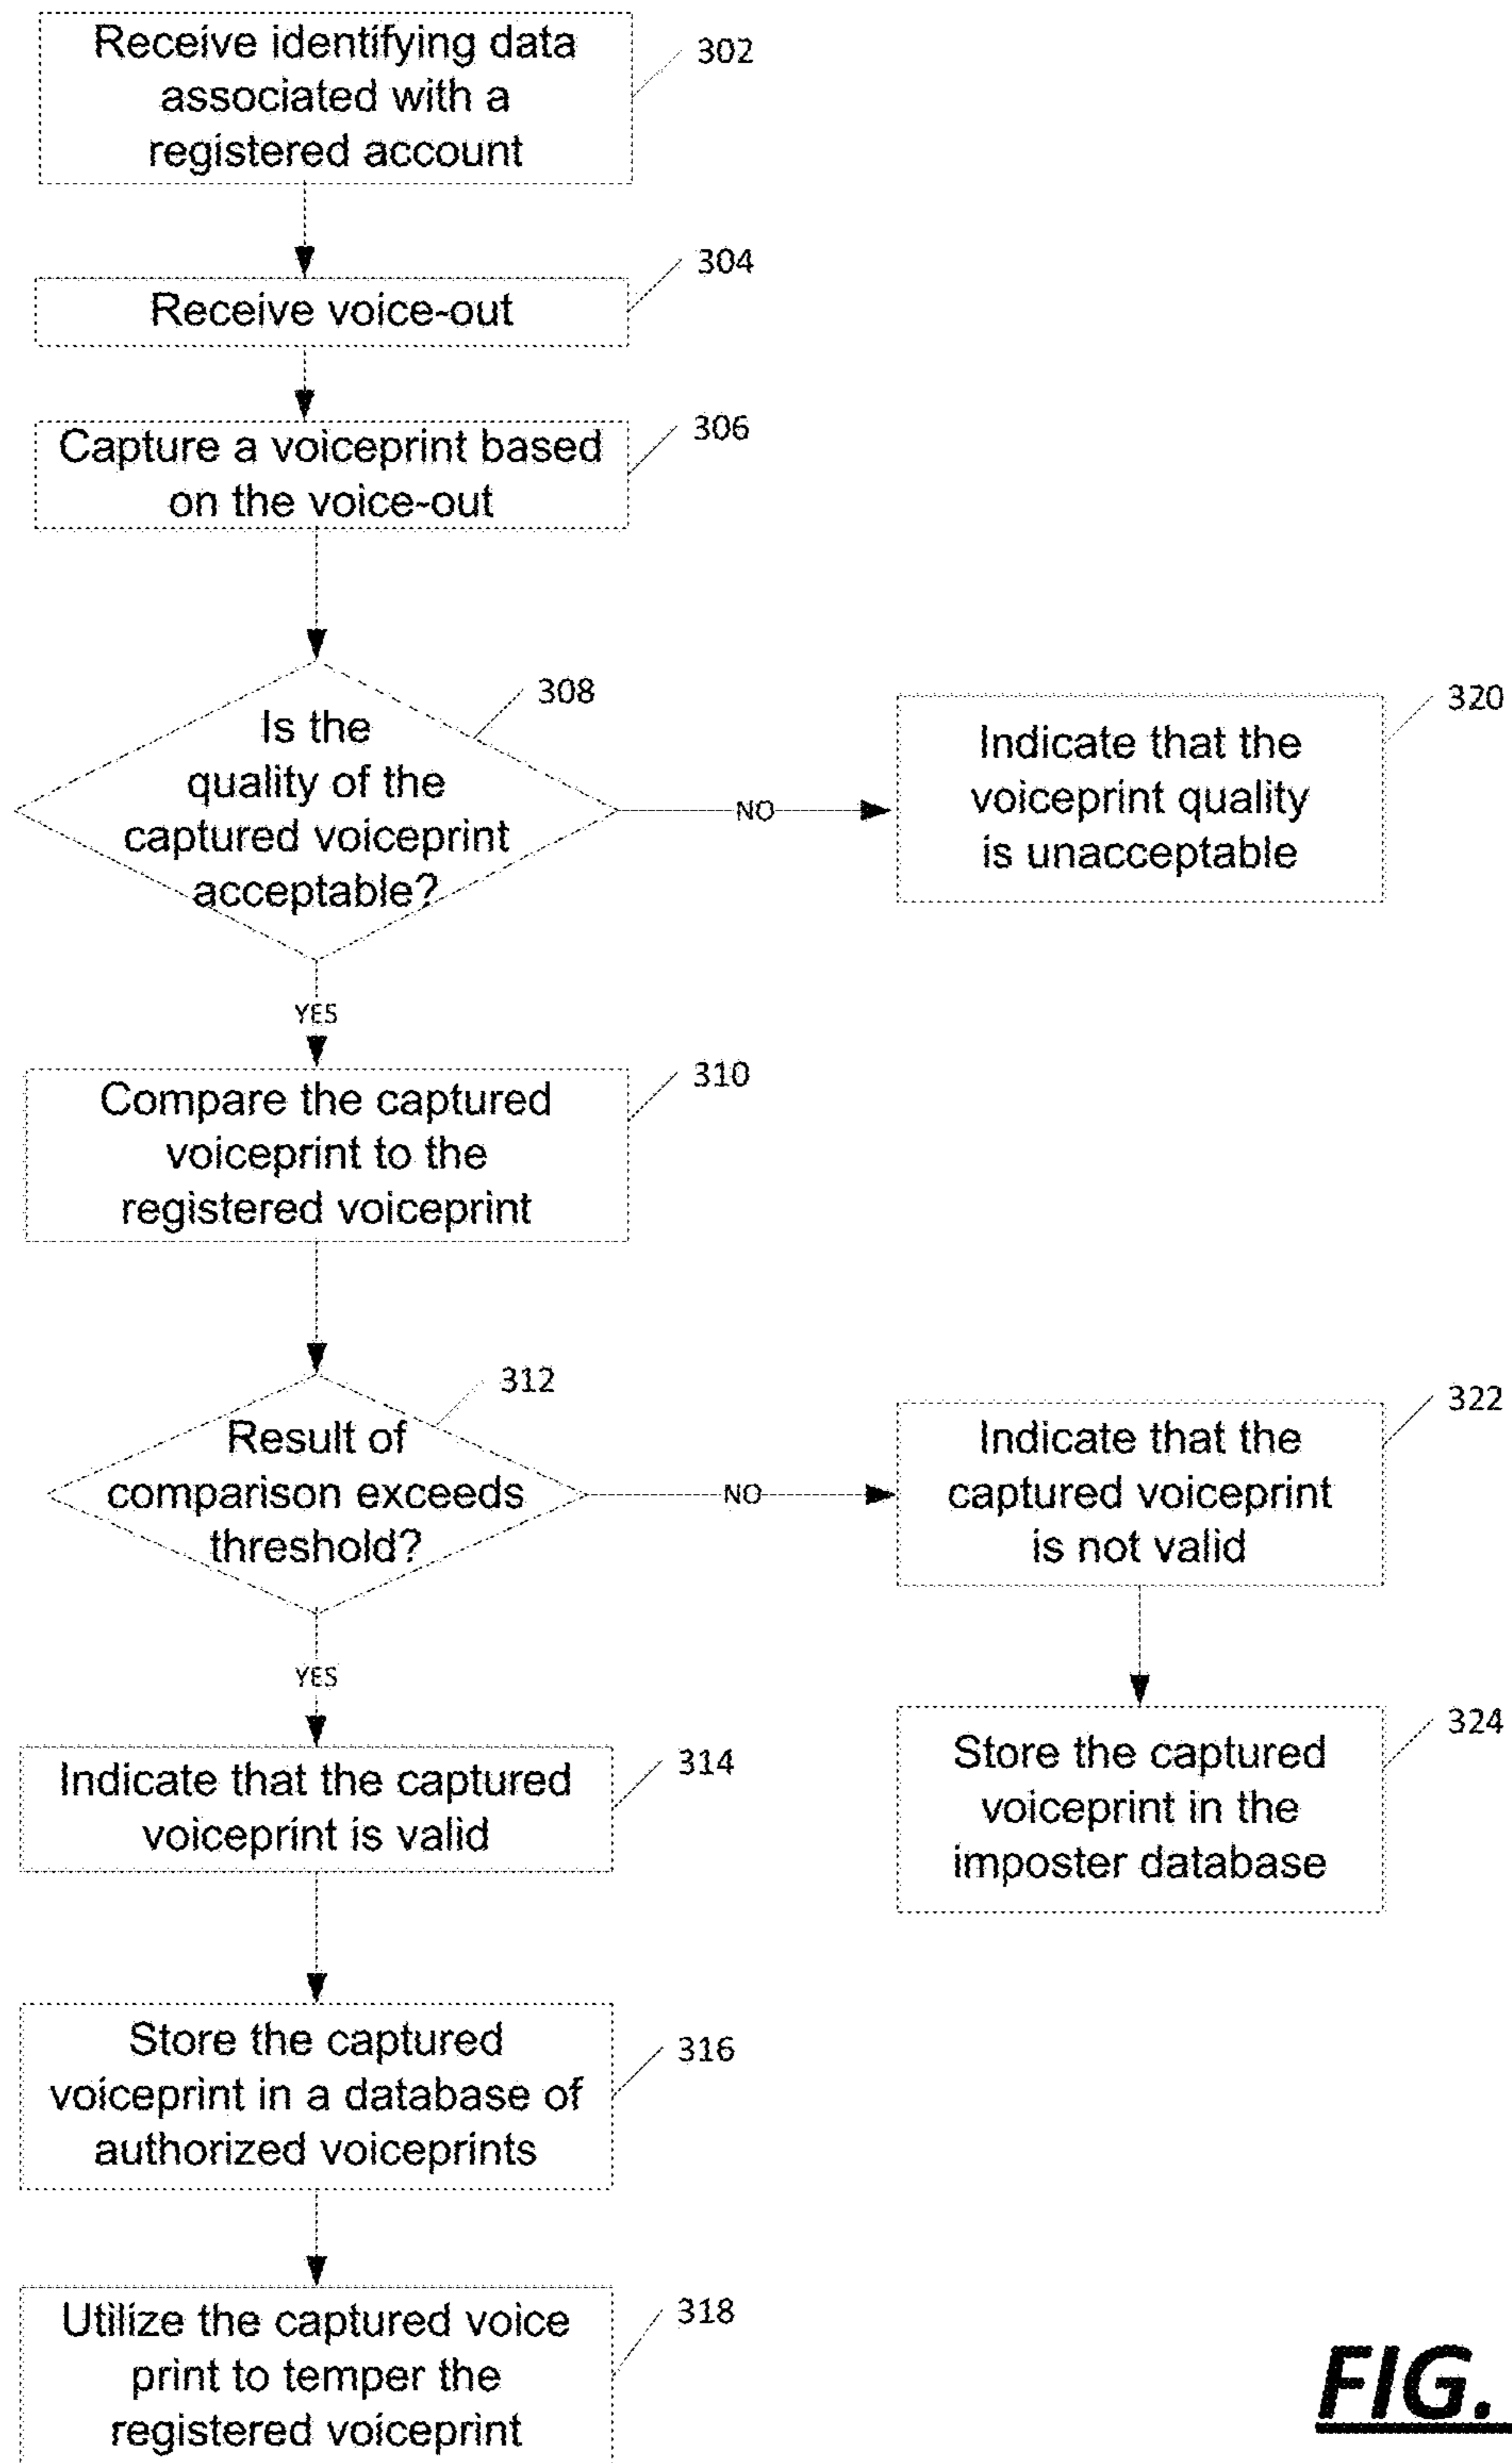 Receive identifying data
associated with a
registered account
302
Receive voice-out
304
Capture a voiceprint based
on the voice-out
306
Is the
quality of the
captured voiceprint
acceptable?
308
NO
Indicate that the
voiceprint quality
is unacceptable
320
YES
Compare the captured
voiceprint to the
registered voiceprint
310
Result of
comparison exceeds
threshold?
312
NO
Indicate that the
captured voiceprint
is not valid
322
YES
Indicate that the captured
voiceprint is valid
314
Store the captured
voiceprint in the
imposter database
324
Store the captured
voiceprint in a database of
authorized voiceprints
316
Utilize the captured voice
print to temper the
registered voiceprint
318
FIG.